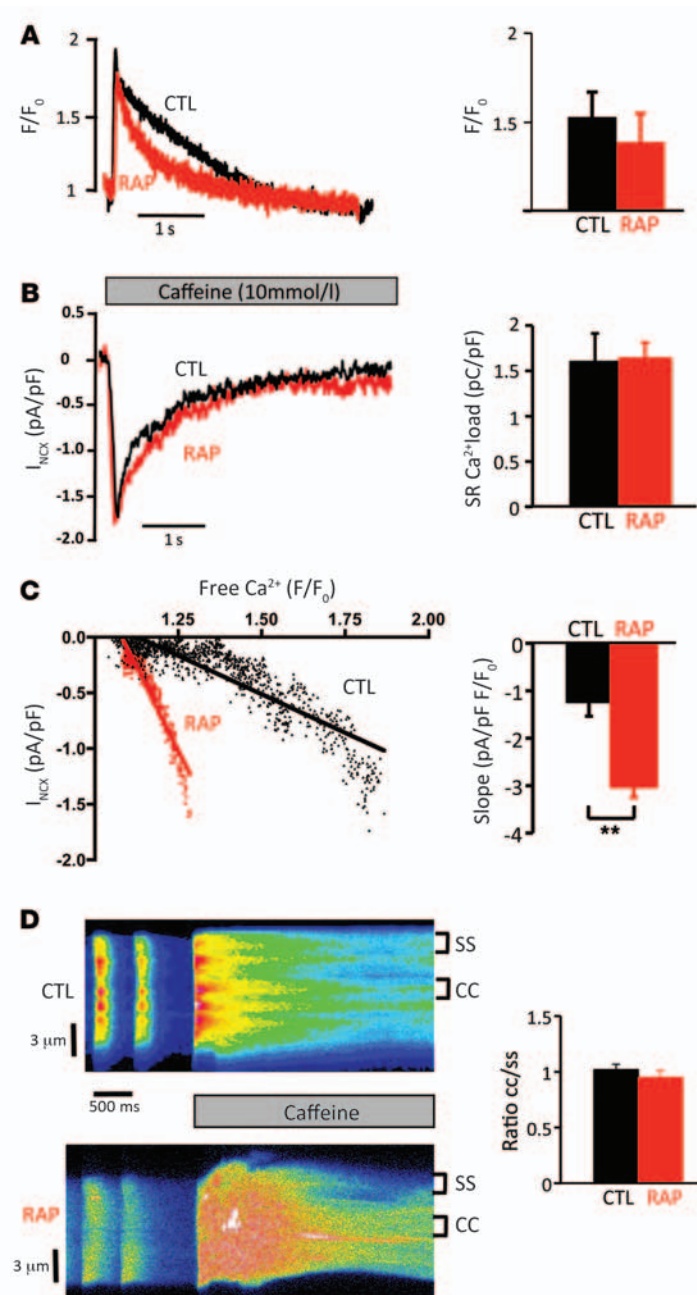 A
2
1.5
1
F/F₀
CTL
RAP
1 s
F/F₀
2
1.5
CTL RAP
B
Caffeine (10mmol/l)
0.5
0
-0.5
-1.0
-1.5
-2.0
I_NCX (pA/pF)
CTL
RAP
1 s
SR Ca²⁺load (pC/pF)
2
1.5
1
0.5
0
CTL RAP
C
Free Ca²⁺ (F/F₀)
1.25 1.50 1.75 2.00
0.0
-0.5
-1.0
-1.5
-2.0
I_NCX (pA/pF)
CTL
RAP
Slope (pA/pF F/F₀)
CTL RAP
0
-1
-2
-3
-4
**
D
CTL
3 μm
SS
CC
500 ms
Caffeine
RAP
3 μm
SS
CC
Ratio cc/ss
1.5
1
0.5
0
CTL RAP